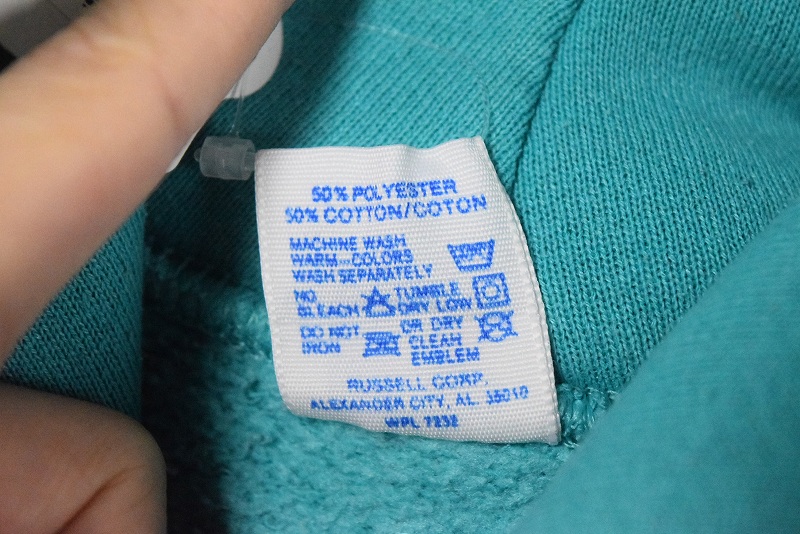 50% POLYESTER
50% COTTON/COTON
MACHINE WASH
WARM-COLORS
WASH SEPARATELY
NO
BLEACH
DO NOT
IRON
TUMBLE
DRY LOW
OR DRY
CLEAR
EMBLEM
RUSSELL CORP.
ALEXANDER CITY, AL. 35010
WPL 7232